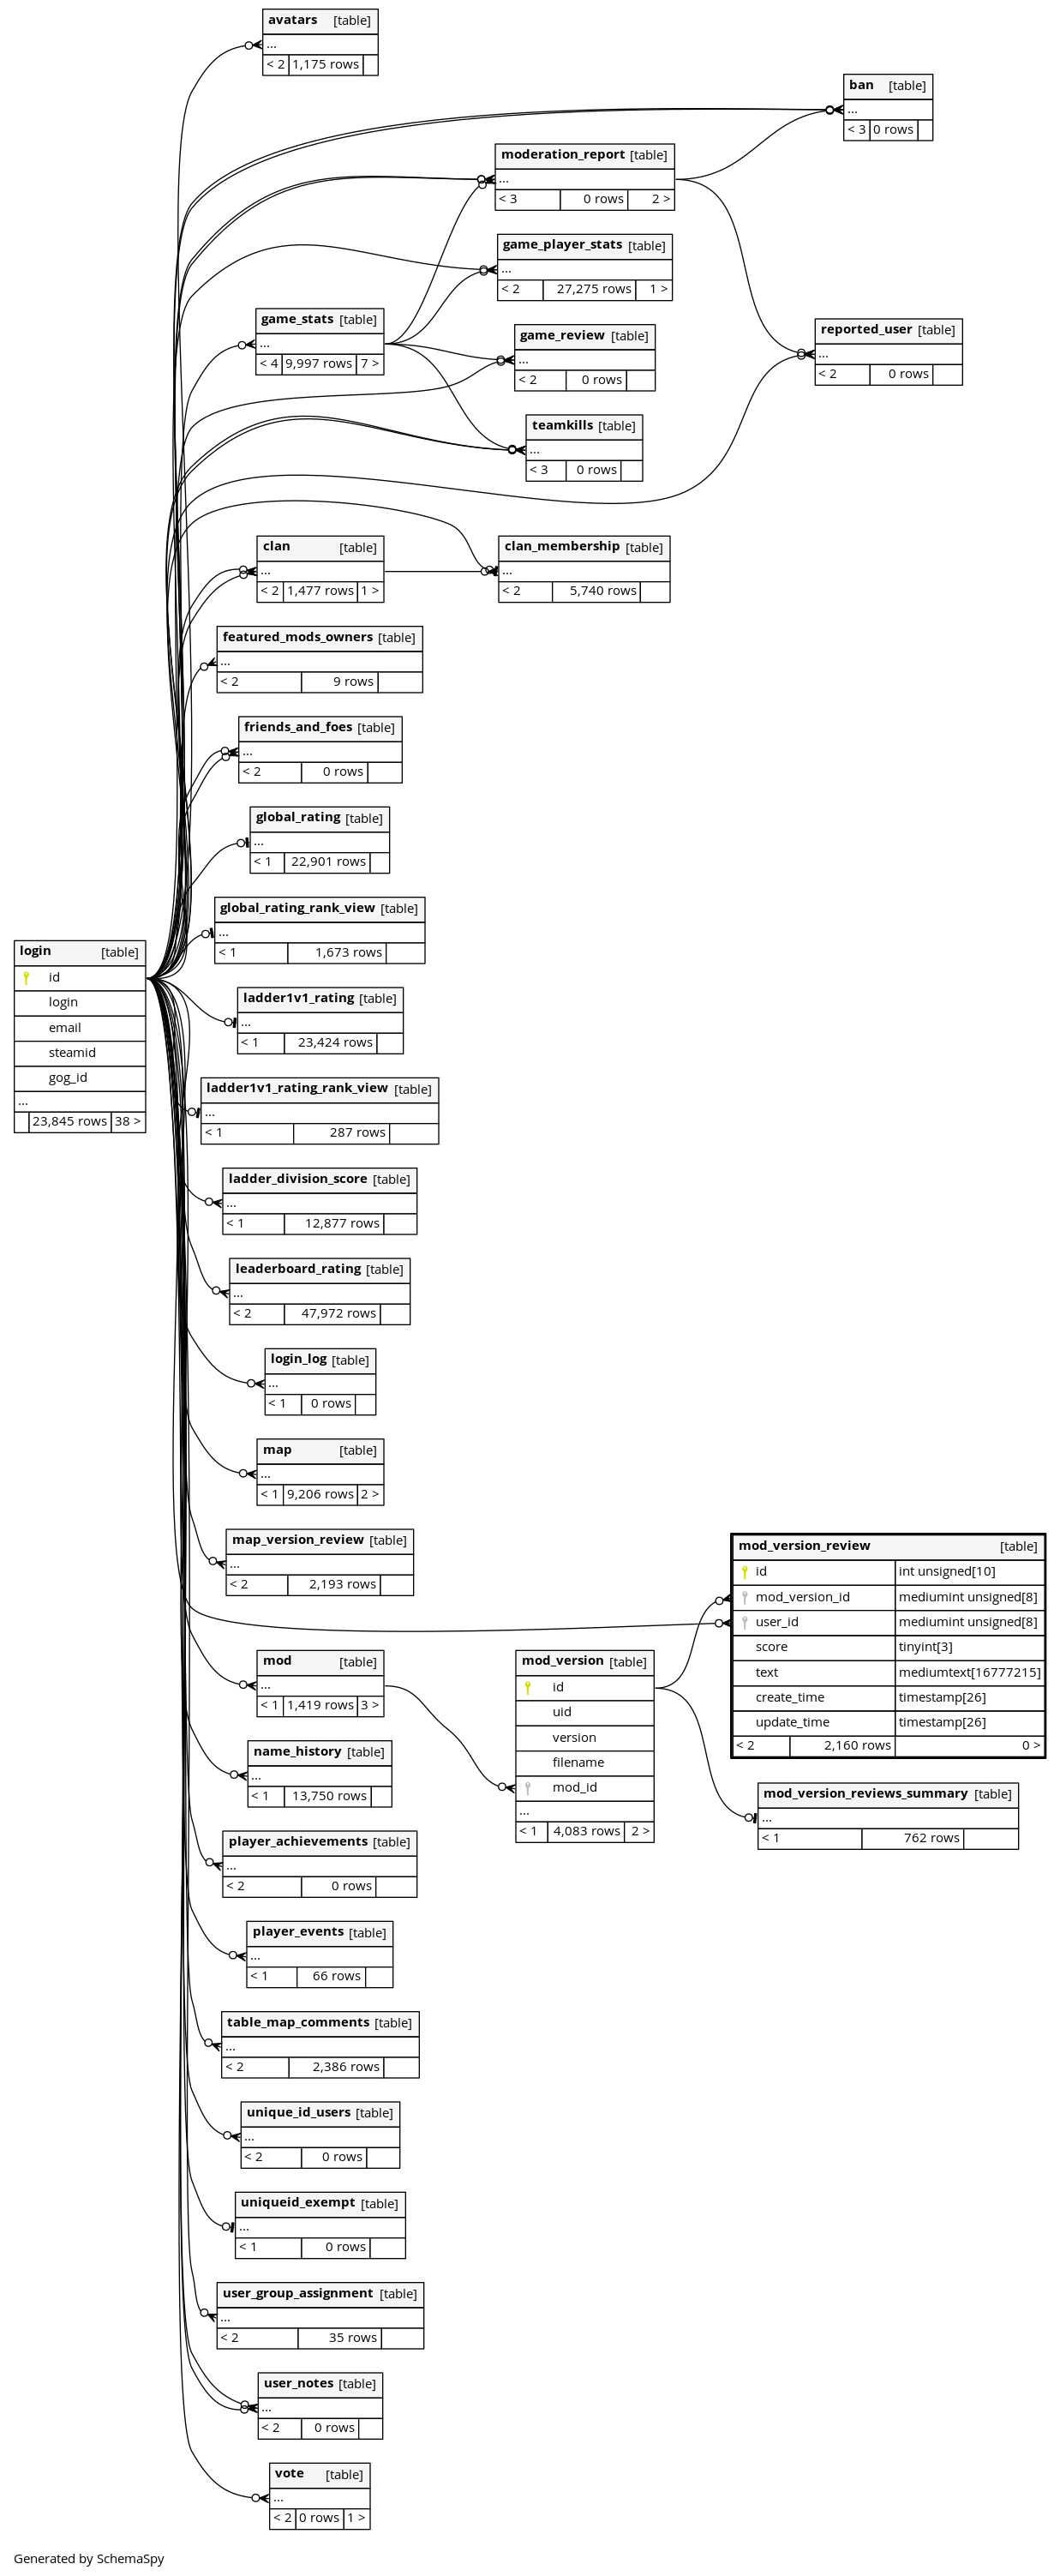 avatars [table]
...
< 2 1,175 rows
ban [table]
...
< 3 0 rows
moderation_report [table]
...
< 3 0 rows 2 >
game_player_stats [table]
...
< 2 27,275 rows 1 >
game_stats [table]
...
< 4 9,997 rows 7 >
game_review [table]
...
< 2 0 rows
reported_user [table]
...
< 2 0 rows
teamkills [table]
...
< 3 0 rows
clan [table]
...
< 2 1,477 rows 1 >
clan_membership [table]
...
< 2 5,740 rows
featured_mods_owners [table]
...
< 2 9 rows
friends_and_foes [table]
...
< 2 0 rows
global_rating [table]
...
< 1 22,901 rows
global_rating_rank_view [table]
...
< 1 1,673 rows
login [table]
id
login
email
steamid
gog_id
...
23,845 rows 38 >
ladder1v1_rating [table]
...
< 1 23,424 rows
ladder1v1_rating_rank_view [table]
...
< 1 287 rows
ladder_division_score [table]
...
< 1 12,877 rows
leaderboard_rating [table]
...
< 2 47,972 rows
login_log [table]
...
< 1 0 rows
map [table]
...
< 1 9,206 rows 2 >
map_version_review [table]
...
< 2 2,193 rows
mod_version_review [table]
id int unsigned[10]
mod_version_id mediumint unsigned[8]
user_id mediumint unsigned[8]
score tinyint[3]
text mediumtext[16777215]
create_time timestamp[26]
update_time timestamp[26]
< 2 2,160 rows 0 >
mod [table]
...
< 1 1,419 rows 3 >
mod_version [table]
id
uid
version
filename
mod_id
...
< 1 4,083 rows 2 >
name_history [table]
...
< 1 13,750 rows
mod_version_reviews_summary [table]
...
< 1 762 rows
player_achievements [table]
...
< 2 0 rows
player_events [table]
...
< 1 66 rows
table_map_comments [table]
...
< 2 2,386 rows
unique_id_users [table]
...
< 2 0 rows
uniqueid_exempt [table]
...
< 1 0 rows
user_group_assignment [table]
...
< 2 35 rows
user_notes [table]
...
< 2 0 rows
vote [table]
...
< 2 0 rows 1 >
Generated by SchemaSpy